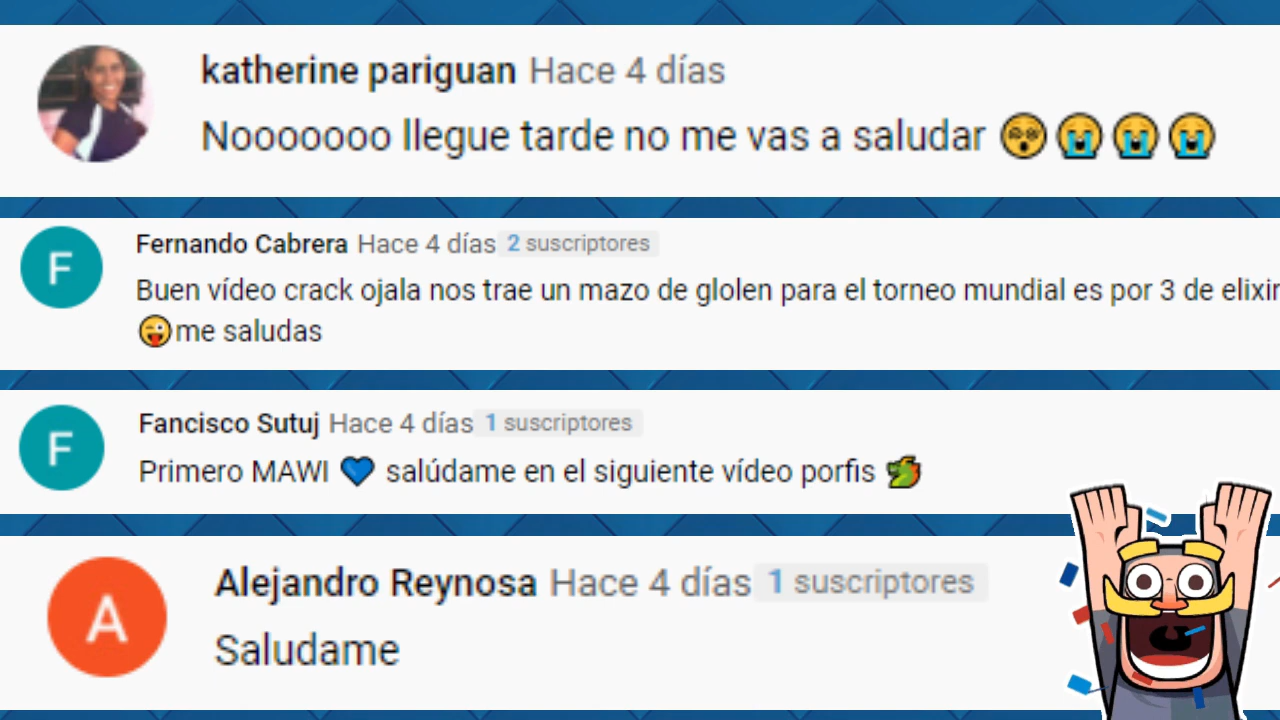 katherine pariguan Hace 4 días
Nooooooo llegue tarde no me vas a saludar 😵😭😭😭
Fernando Cabrera Hace 4 días 2 suscriptores
F
Buen vídeo crack ojala nos trae un mazo de glolen para el torneo mundial es por 3 de elixir
😜me saludas
Fancisco Sutuj Hace 4 días 1 suscriptores
F
Primero MAWI 💙 salúdame en el siguiente vídeo porfis 🐲
Alejandro Reynosa Hace 4 días 1 suscriptores
A
Saludame